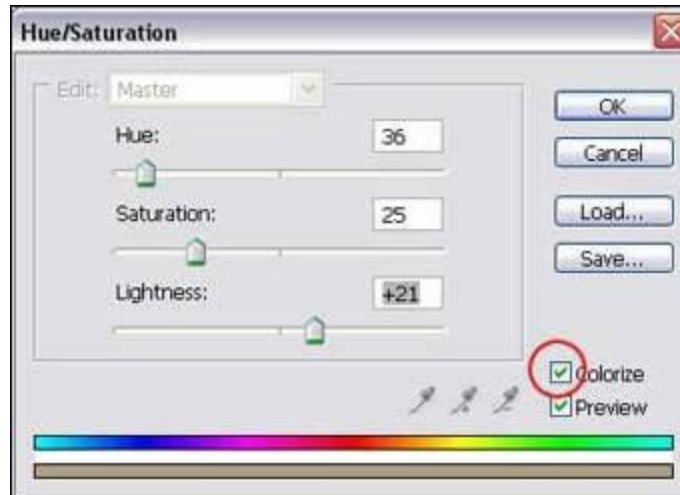 Hue/Saturation
Edit: Master
Hue: 36
Saturation: 25
Lightness: +21
OK
Cancel
Load...
Save...
Colorize
Preview